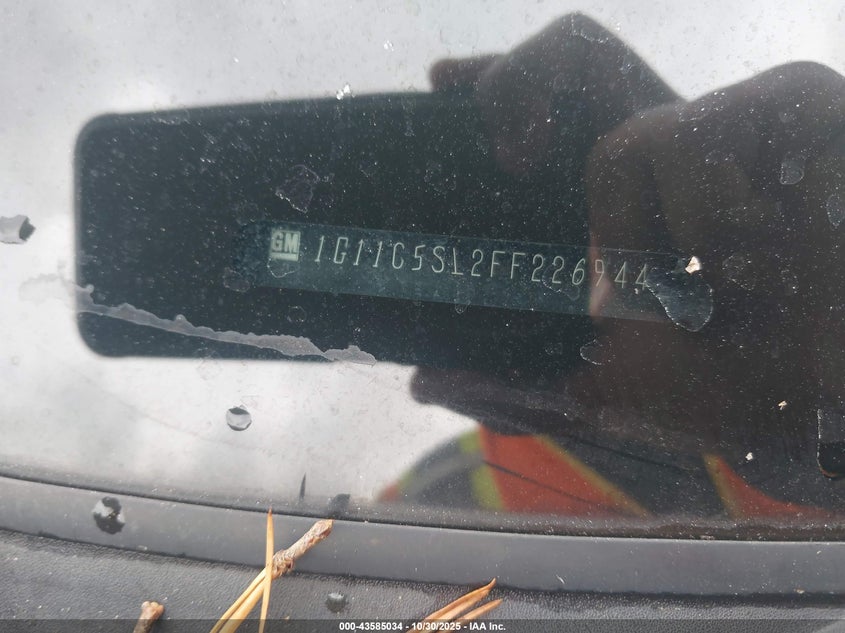 GM 1G11C5SL2FF226944
000-43585034 - 10/30/2025 - IAA Inc.